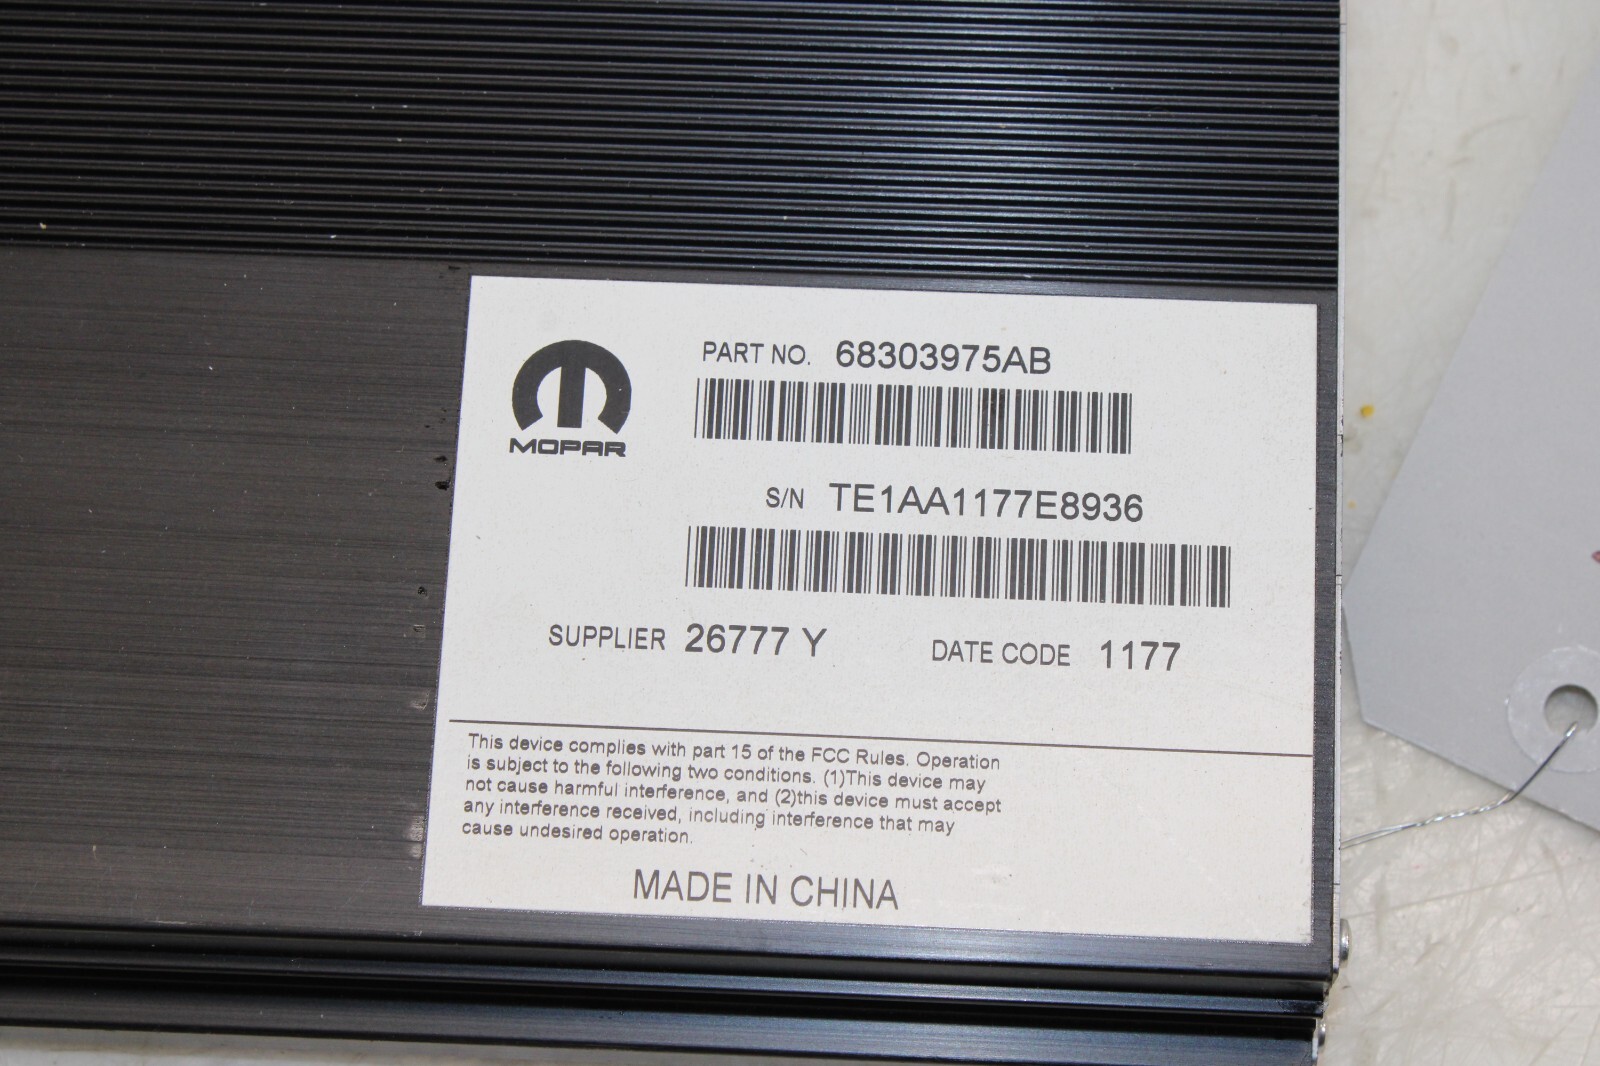 MOPAR
PART NO. 68303975AB
S/N TE1AA1177E8936
SUPPLIER 26777 Y DATE CODE 1177
This device complies with part 15 of the FCC Rules. Operation
is subject to the following two conditions. (1)This device may
not cause harmful interference, and (2)this device must accept
any interference received, including interference that may
cause undesired operation.
MADE IN CHINA